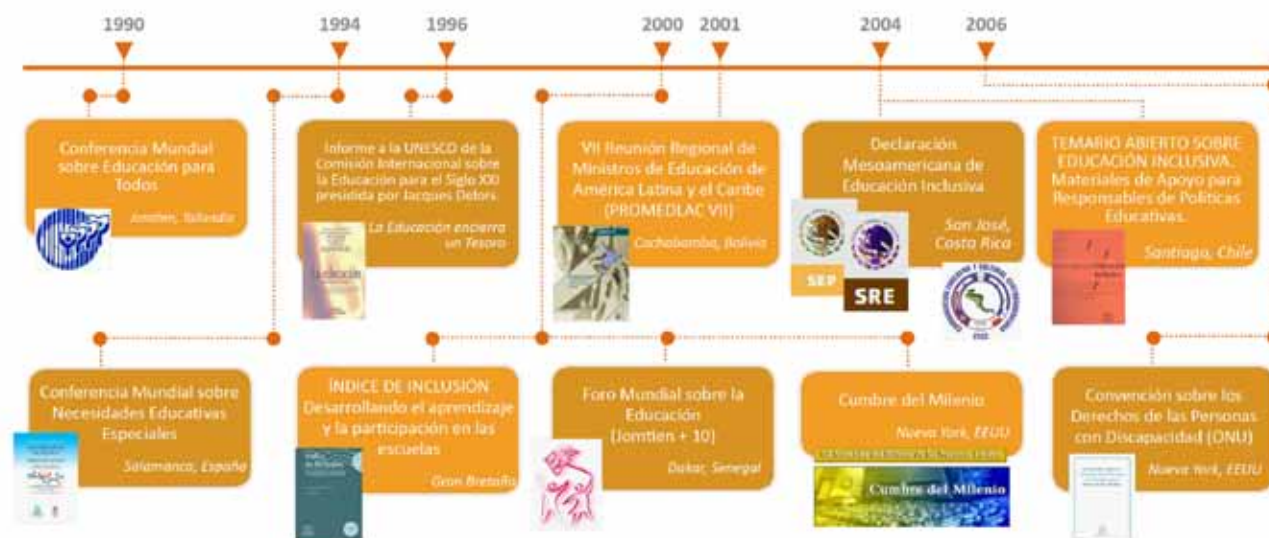 1990
1994
1996
2000
2001
2004
2006
Conferencia Mundial
sobre Educación para
Todos
Jomtien, Tailandia
Informe a la UNESCO de la
Comisión Internacional sobre
la Educación para el Siglo XXI
presidida por Jacques Delors.
La Educación encierra
un Tesoro
VII Reunión Regional de
Ministros de Educación de
América Latina y el Caribe
(PROMEDLAC VII)
Cochabamba, Bolivia
Declaración
Mesoamericana de
Educación Inclusiva
San José,
Costa Rica
SEP
SRE
TEMARIO ABIERTO SOBRE
EDUCACIÓN INCLUSIVA.
Materiales de Apoyo para
Responsables de Políticas
Educativas.
Santiago, Chile
Conferencia Mundial sobre
Necesidades Educativas
Especiales
Salamanca, España
ÍNDICE DE INCLUSIÓN
Desarrollando el aprendizaje
y la participación en las
escuelas
Gran Bretaña
Foro Mundial sobre la
Educación
(Jomtien + 10)
Dakar, Senegal
Cumbre del Milenio
Nueva York, EEUU
Cumbre del Milenio
Convención sobre los
Derechos de las Personas
con Discapacidad (ONU)
Nueva York, EEUU